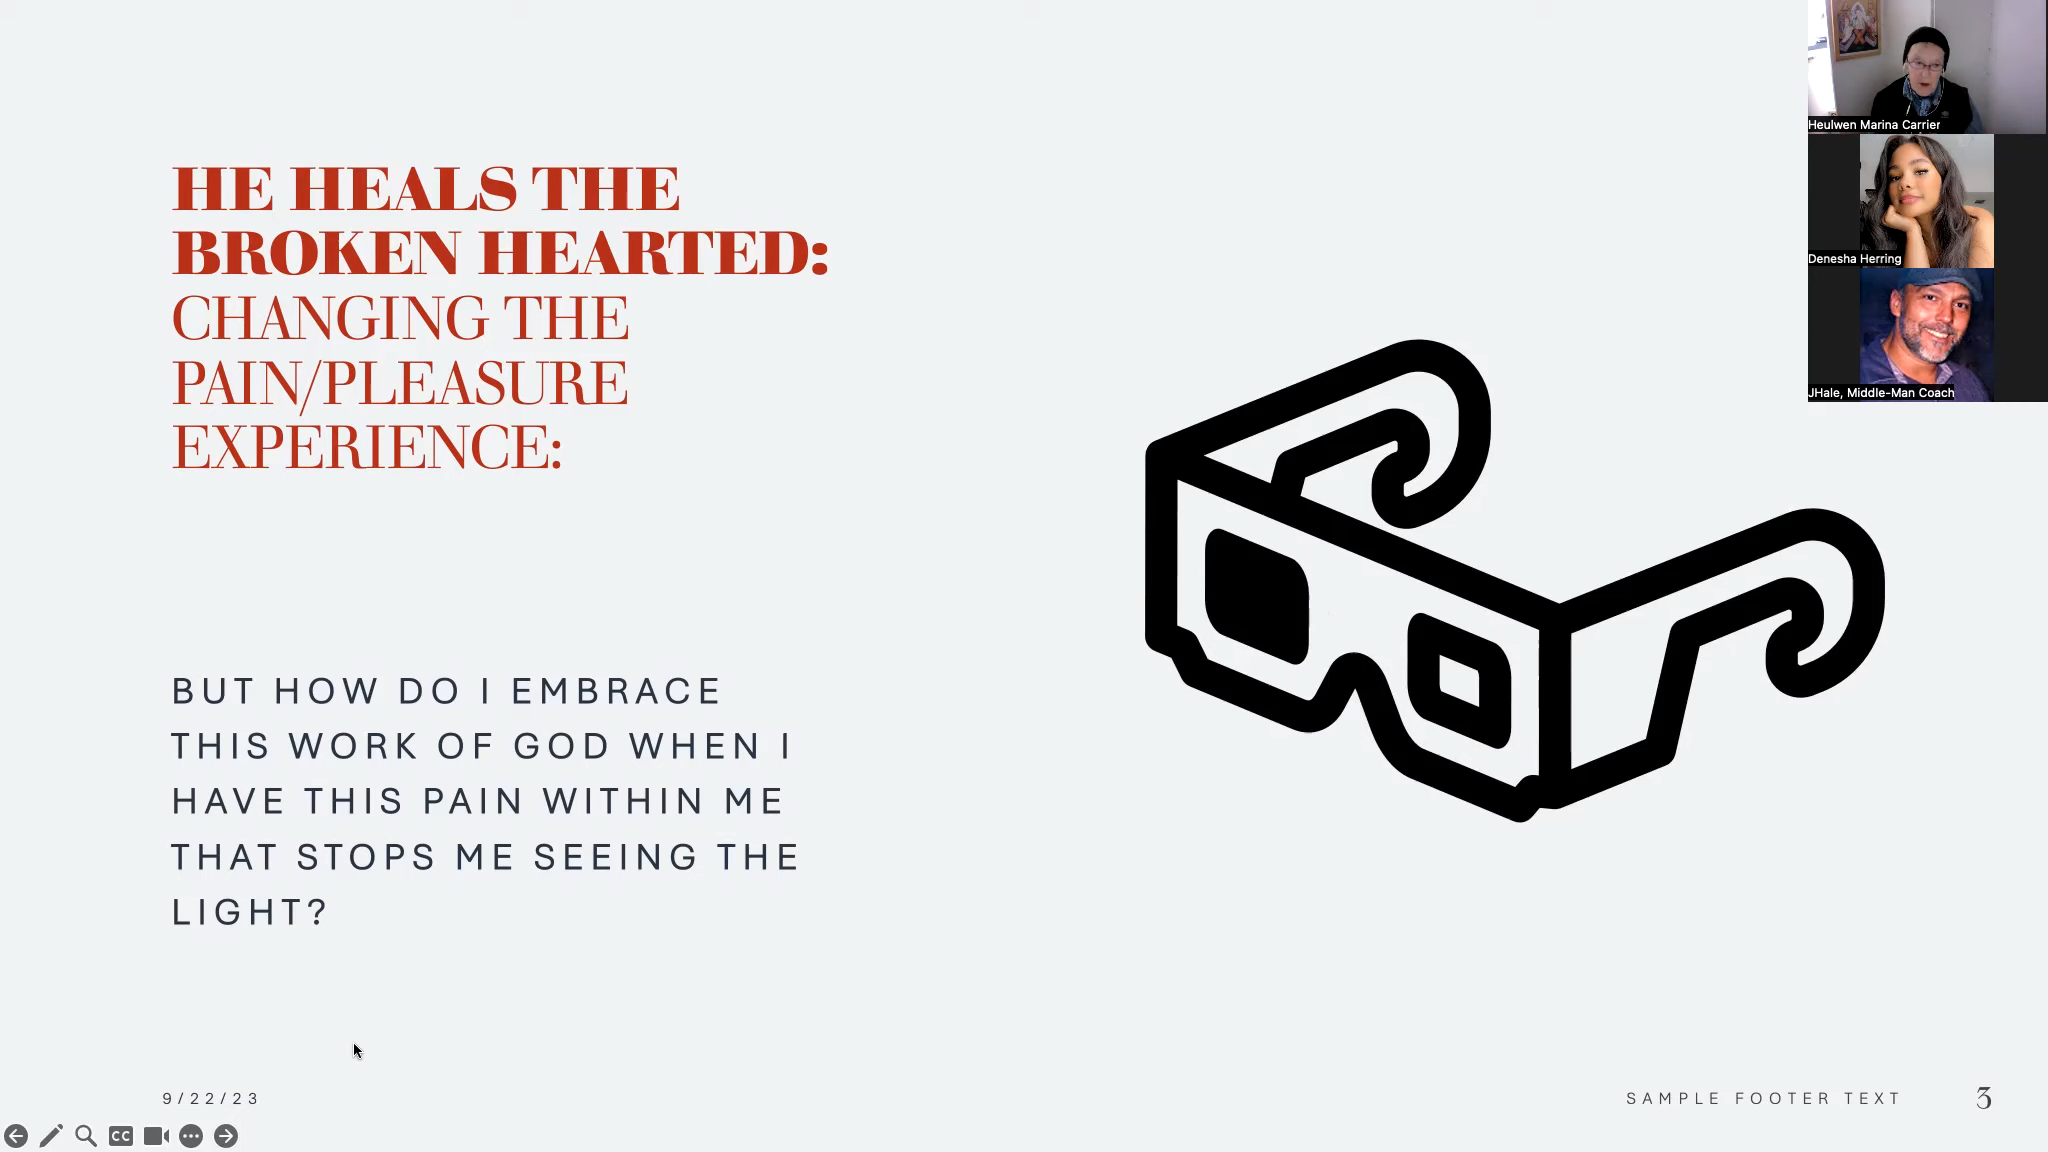 HE HEALS THE
BROKEN HEARTED:
CHANGING THE
PAIN/PLEASURE
EXPERIENCE:
BUT HOW DO I EMBRACE
THIS WORK OF GOD WHEN I
HAVE THIS PAIN WITHIN ME
THAT STOPS ME SEEING THE
LIGHT?
Heulwen Marina Carrier
Denesha Herring
JHale, Middle-Man Coach
9/22/23
SAMPLE FOOTER TEXT
3
CC